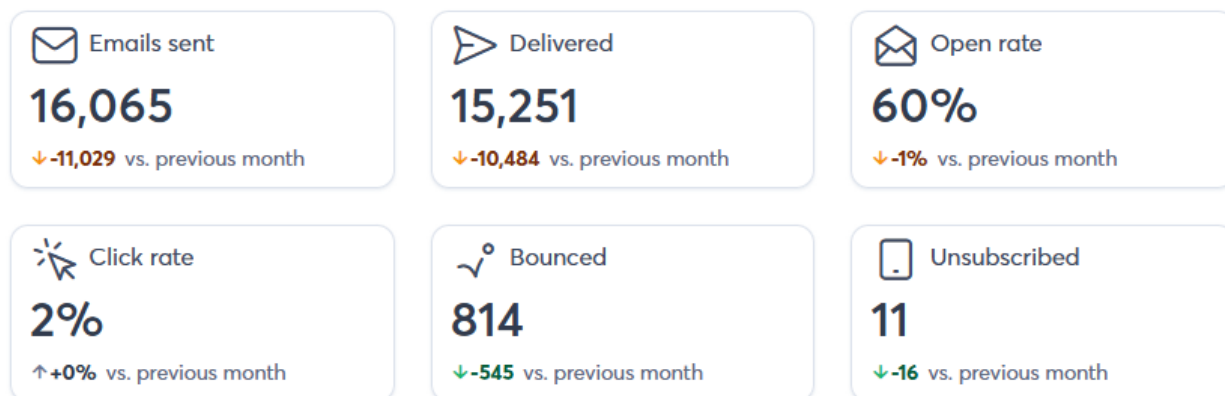 Emails sent
16,065
↓-11,029 vs. previous month
Delivered
15,251
↓-10,484 vs. previous month
Open rate
60%
↓-1% vs. previous month
Click rate
2%
↑+0% vs. previous month
Bounced
814
↓-545 vs. previous month
Unsubscribed
11
↓-16 vs. previous month